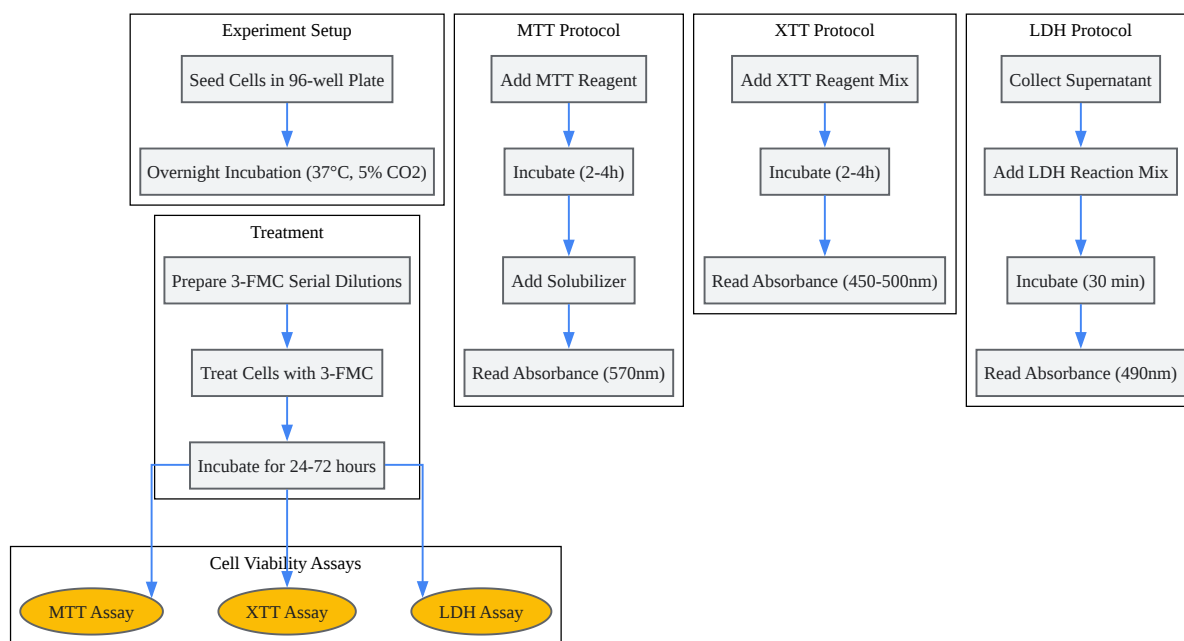 Experiment Setup
Seed Cells in 96-well Plate
Overnight Incubation (37°C, 5% CO2)
Treatment
Prepare 3-FMC Serial Dilutions
Treat Cells with 3-FMC
Incubate for 24-72 hours
Cell Viability Assays
MTT Assay
XTT Assay
LDH Assay
MTT Protocol
Add MTT Reagent
Incubate (2-4h)
Add Solubilizer
Read Absorbance (570nm)
XTT Protocol
Add XTT Reagent Mix
Incubate (2-4h)
Read Absorbance (450-500nm)
LDH Protocol
Collect Supernatant
Add LDH Reaction Mix
Incubate (30 min)
Read Absorbance (490nm)